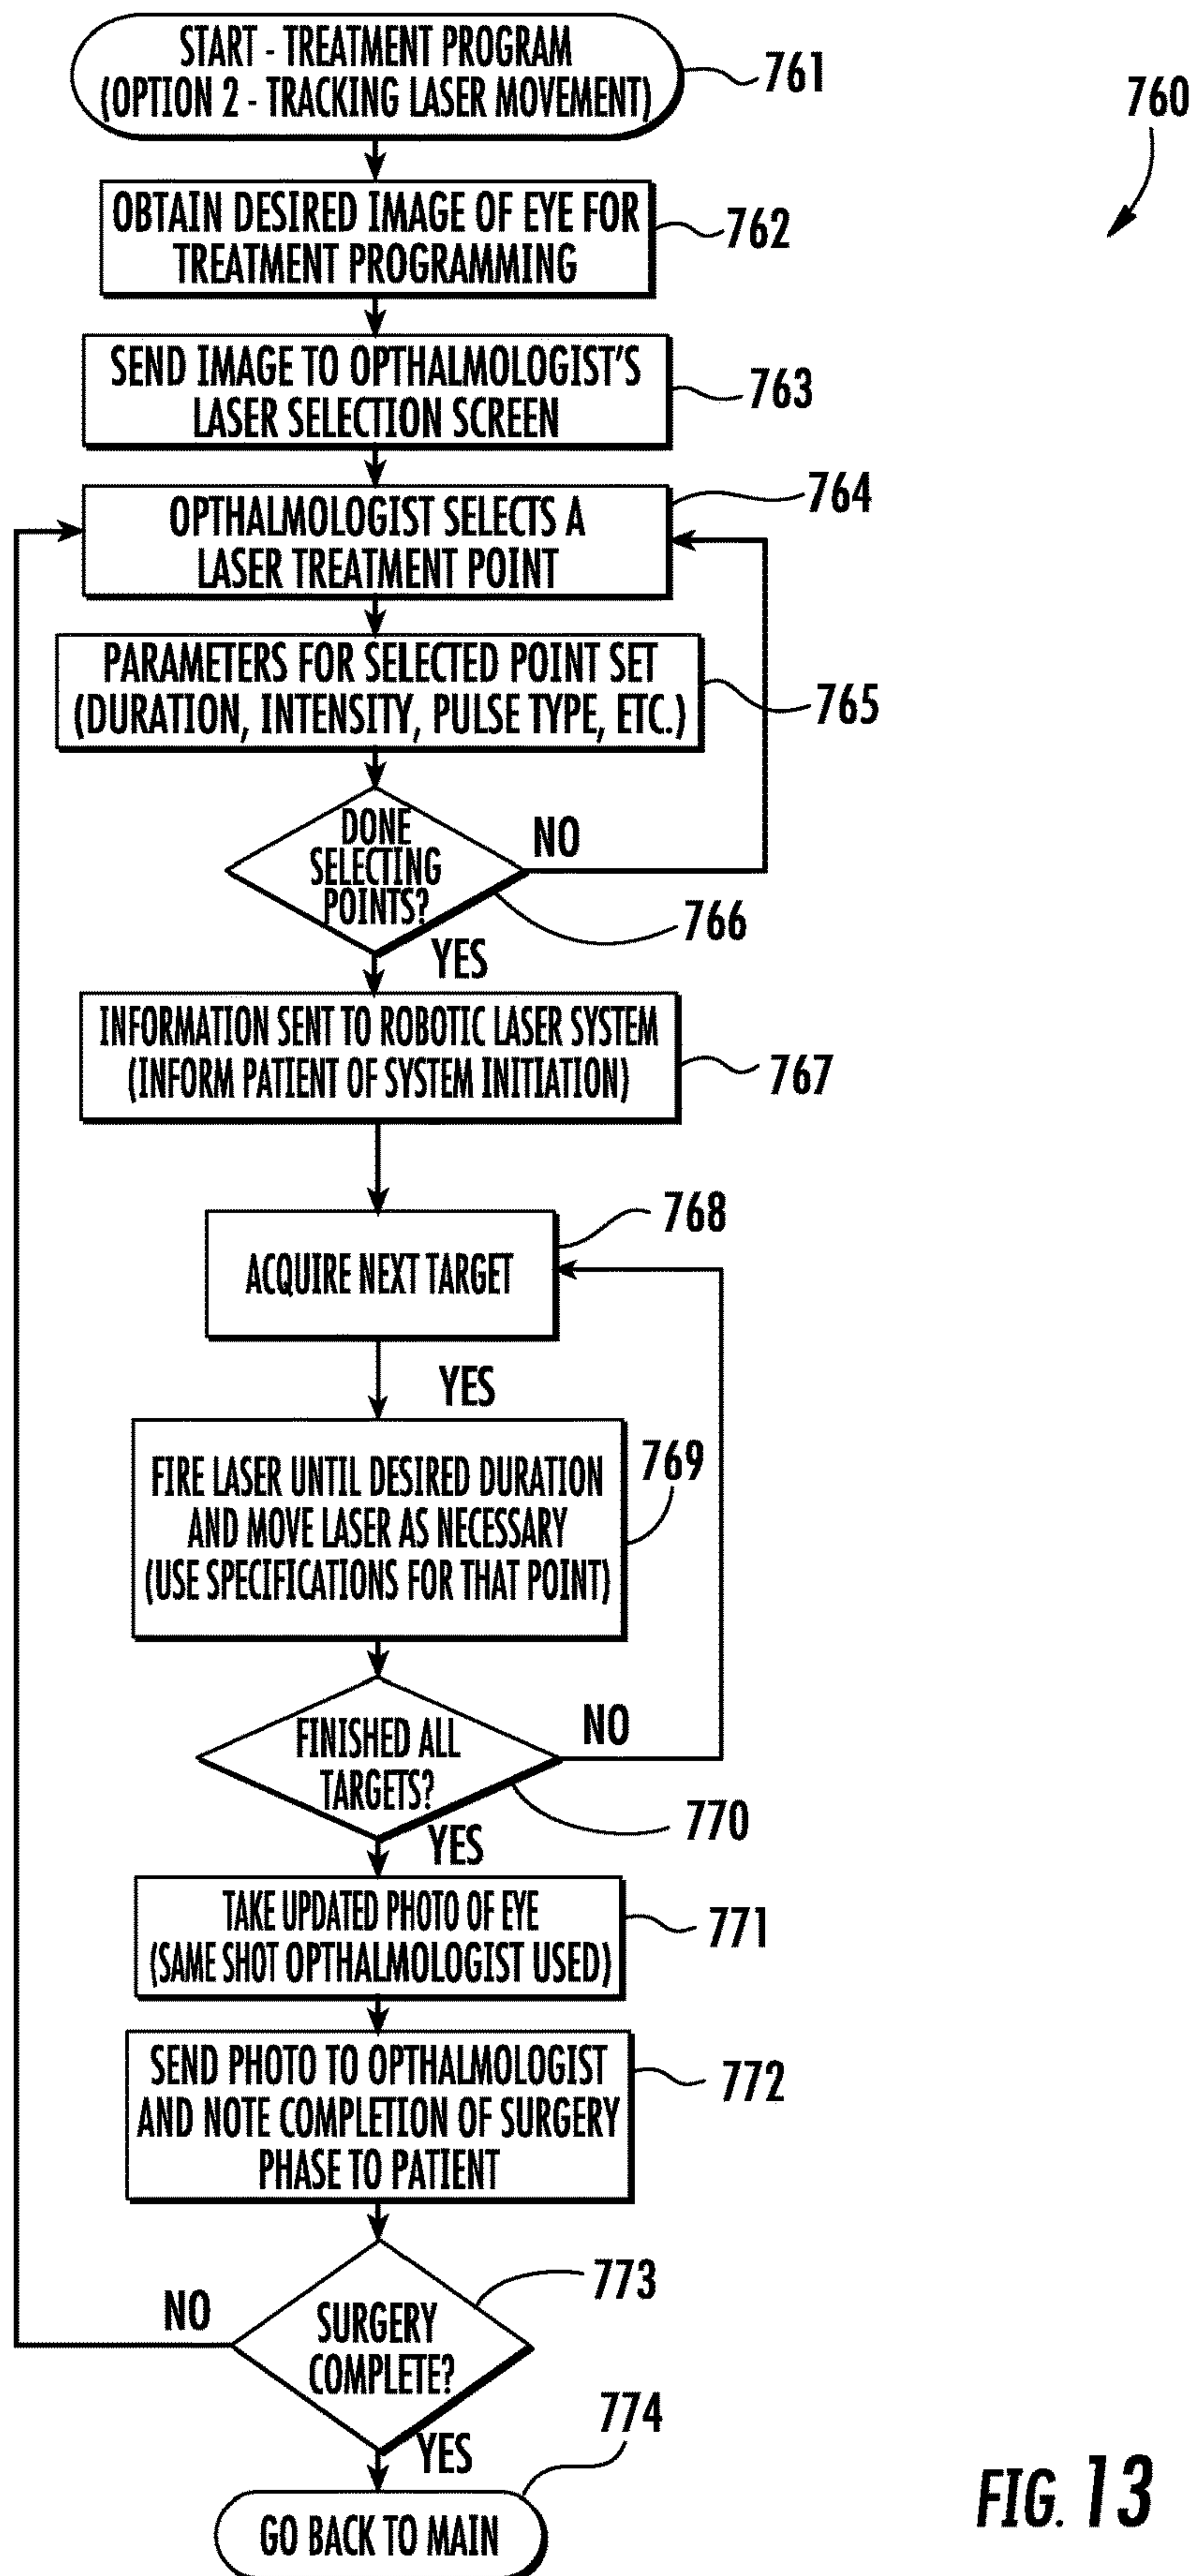 START - TREATMENT PROGRAM
(OPTION 2 - TRACKING LASER MOVEMENT)
761
760
OBTAIN DESIRED IMAGE OF EYE FOR
TREATMENT PROGRAMMING
762
SEND IMAGE TO OPTHALMOLOGIST'S
LASER SELECTION SCREEN
763
OPTHALMOLOGIST SELECTS A
LASER TREATMENT POINT
764
PARAMETERS FOR SELECTED POINT SET
(DURATION, INTENSITY, PULSE TYPE, ETC.)
765
DONE
SELECTING
POINTS?
NO
766
YES
INFORMATION SENT TO ROBOTIC LASER SYSTEM
(INFORM PATIENT OF SYSTEM INITIATION)
767
768
ACQUIRE NEXT TARGET
YES
FIRE LASER UNTIL DESIRED DURATION
AND MOVE LASER AS NECESSARY
(USE SPECIFICATIONS FOR THAT POINT)
769
FINISHED ALL
TARGETS?
NO
770
YES
TAKE UPDATED PHOTO OF EYE
(SAME SHOT OPTHALMOLOGIST USED)
771
SEND PHOTO TO OPTHALMOLOGIST
AND NOTE COMPLETION OF SURGERY
PHASE TO PATIENT
772
773
NO
SURGERY
COMPLETE?
774
YES
GO BACK TO MAIN
FIG. 13